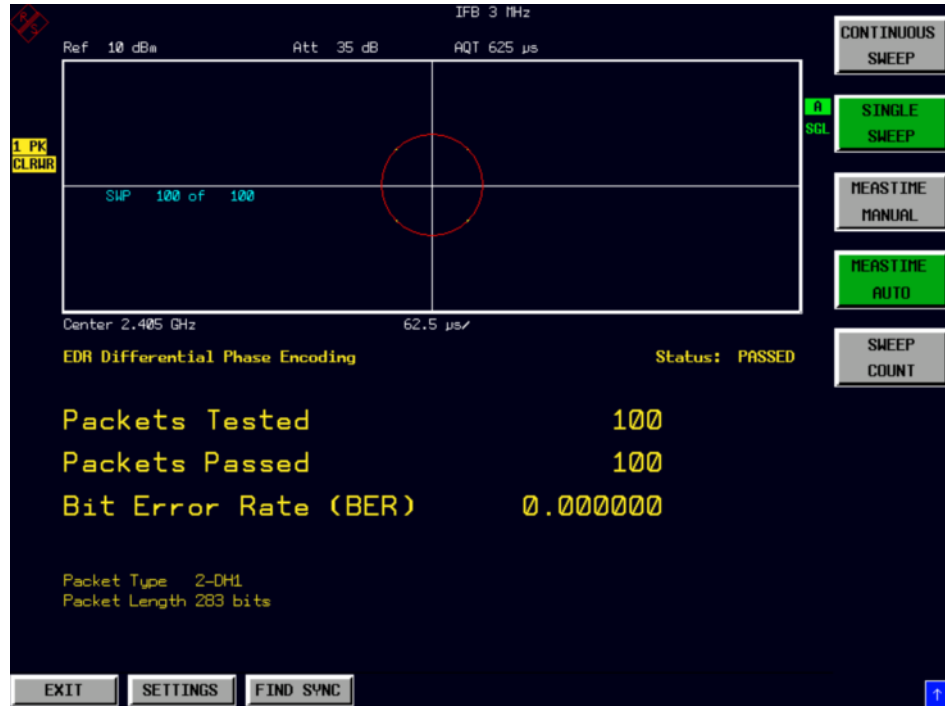 IFB 3 MHz
Ref 10 dBm Att 35 dB AQT 625 µs
CONTINUOUS
SWEEP
A
SGL
SINGLE
SWEEP
1 PK
CLRWR
SWP 100 of 100
MEASTIME
MANUAL
MEASTIME
AUTO
Center 2.405 GHz 62.5 µs/
SWEEP
COUNT
EDR Differential Phase Encoding Status: PASSED
Packets Tested 100
Packets Passed 100
Bit Error Rate (BER) 0.000000
Packet Type 2-DH1
Packet Length 283 bits
EXIT SETTINGS FIND SYNC